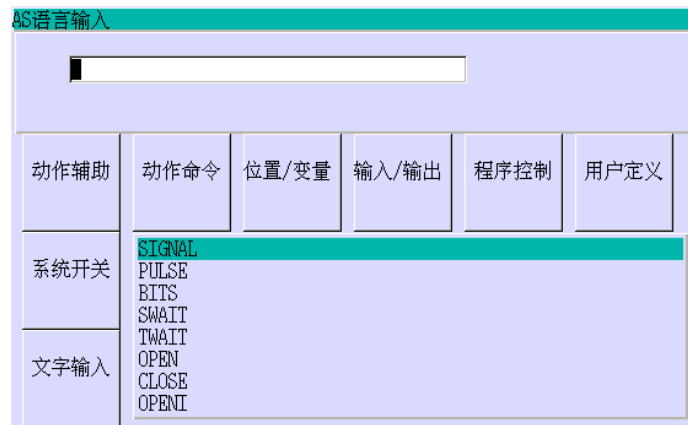 AS语言输入
动作辅助 动作命令 位置/变量 输入/输出 程序控制 用户定义
系统开关
文字输入
SIGNAL
PULSE
BITS
SWAIT
TWAIT
OPEN
CLOSE
OPENI